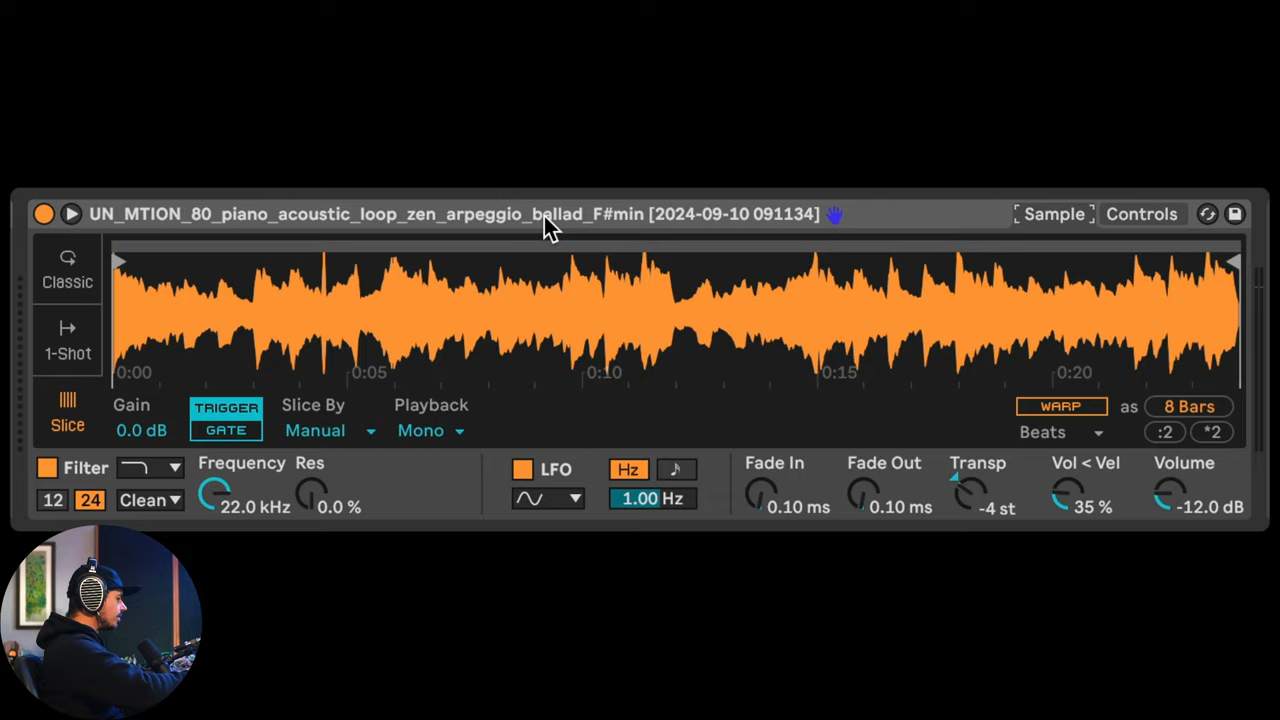 UN_MTION_80_piano_acoustic_loop_zen_arpeggio_ballad_F#min [2024-09-10 091134]
Sample
Controls
Classic
1-Shot
Slice
0:00
0:05
0:10
0:15
0:20
Gain
0.0 dB
TRIGGER
GATE
Slice By
Manual
Playback
Mono
WARP
as
8 Bars
Beats
:2
*2
Filter
12
24
Clean
Frequency
22.0 kHz
Res
0.0 %
LFO
Hz
1.00 Hz
Fade In
0.10 ms
Fade Out
0.10 ms
Transp
-4 st
Vol < Vel
35 %
Volume
-12.0 dB